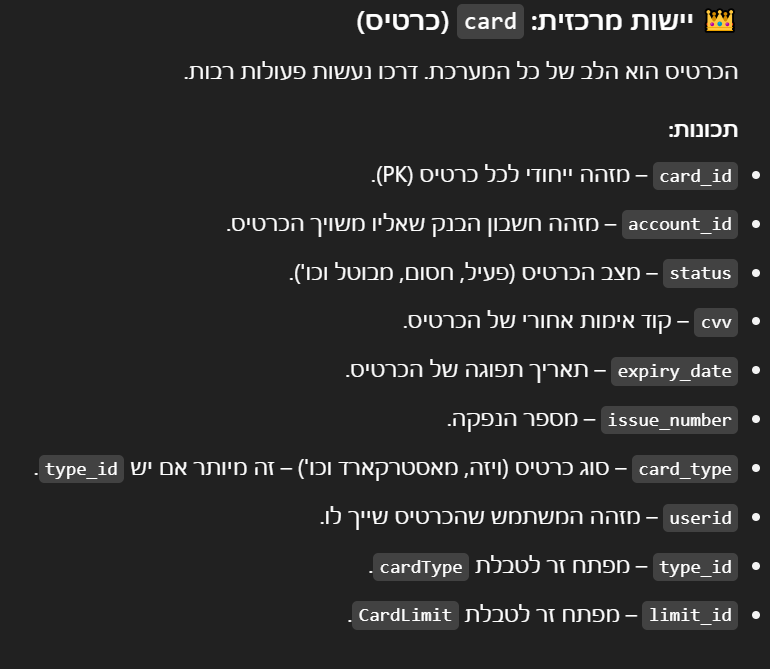 👑 יישות מרכזית: card (כרטיס)
הכרטיס הוא הלב של כל המערכת. דרכו נעשות פעולות רבות.
תכונות:
• card_id – מזהה ייחודי לכל כרטיס (PK).
• account_id – מזהה חשבון הבנק שאליו משויך הכרטיס.
• status – מצב הכרטיס (פעיל, חסום, מבוטל וכו').
• cvv – קוד אימות אחורי של הכרטיס.
• expiry_date – תאריך תפוגה של הכרטיס.
• issue_number – מספר הנפקה.
• card_type – סוג כרטיס (ויזה, מאסטרקארד וכו') – זה מיותר אם יש type_id.
• userid – מזהה המשתמש שהכרטיס שייך לו.
• type_id – מפתח זר לטבלת cardType.
• limit_id – מפתח זר לטבלת CardLimit.